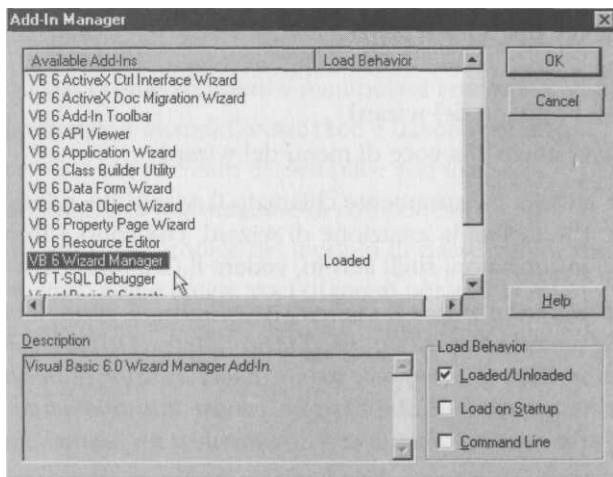 Add-In Manager
Available Add-Ins Load Behavior
VB 6 ActiveX Ctrl Interface Wizard
VB 6 ActiveX Doc Migration Wizard
VB 6 Add-In Toolbar
VB 6 API Viewer
VB 6 Application Wizard
VB 6 Class Builder Utility
VB 6 Data Form Wizard
VB 6 Data Object Wizard
VB 6 Property Page Wizard
VB 6 Resource Editor
VB 6 Wizard Manager Loaded
VB T-SQL Debugger
Visual Basic 6 Secrets
OK
Cancel
Help
Description
Visual Basic 6.0 Wizard Manager Add-In
Load Behavior
Loaded/Unloaded
Load on Startup
Command Line